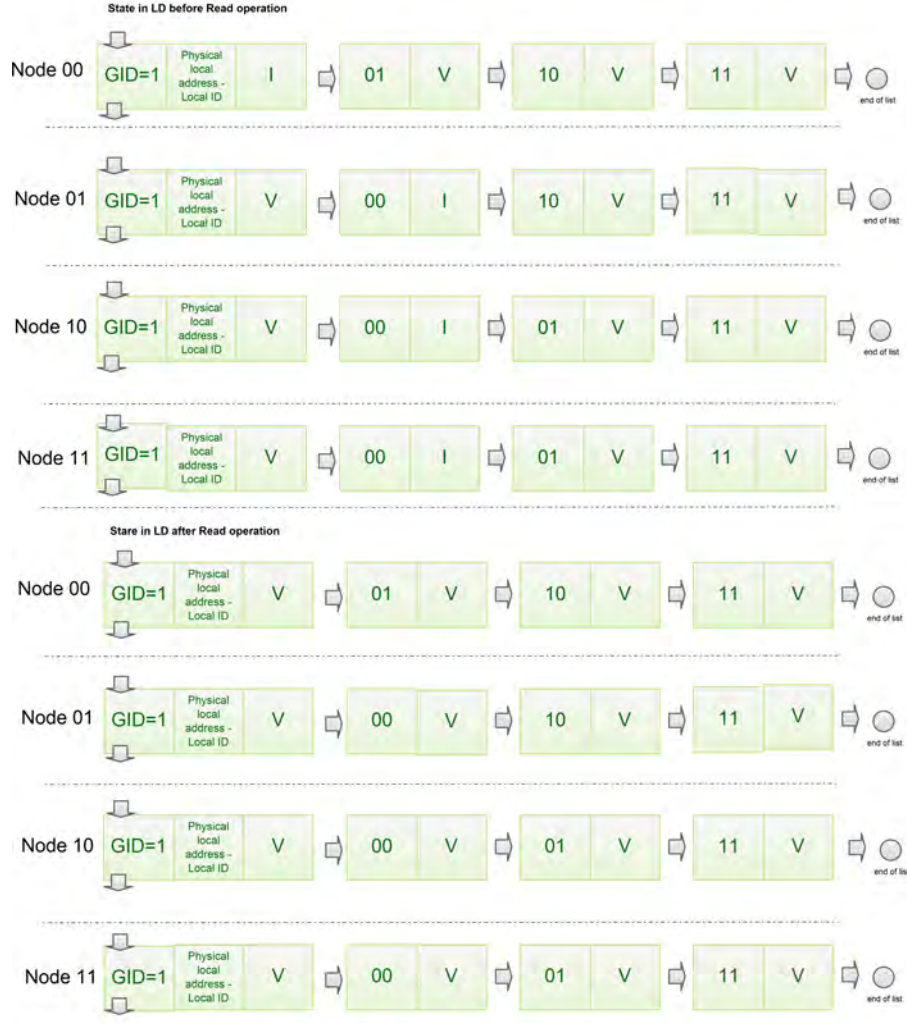 State in LD before Read operation
Node 00 GID=1 Physical local address - Local ID I 01 V 10 V 11 V end of list
Node 01 GID=1 Physical local address - Local ID V 00 I 10 V 11 V end of list
Node 10 GID=1 Physical local address - Local ID V 00 I 01 V 11 V end of list
Node 11 GID=1 Physical local address - Local ID V 00 I 01 V 11 V end of list
Stare in LD after Read operation
Node 00 GID=1 Physical local address - Local ID V 01 V 10 V 11 V end of list
Node 01 GID=1 Physical local address - Local ID V 00 V 10 V 11 V end of list
Node 10 GID=1 Physical local address - Local ID V 00 V 01 V 11 V end of lis
Node 11 GID=1 Physical local address - Local ID V 00 V 01 V 11 V end of list